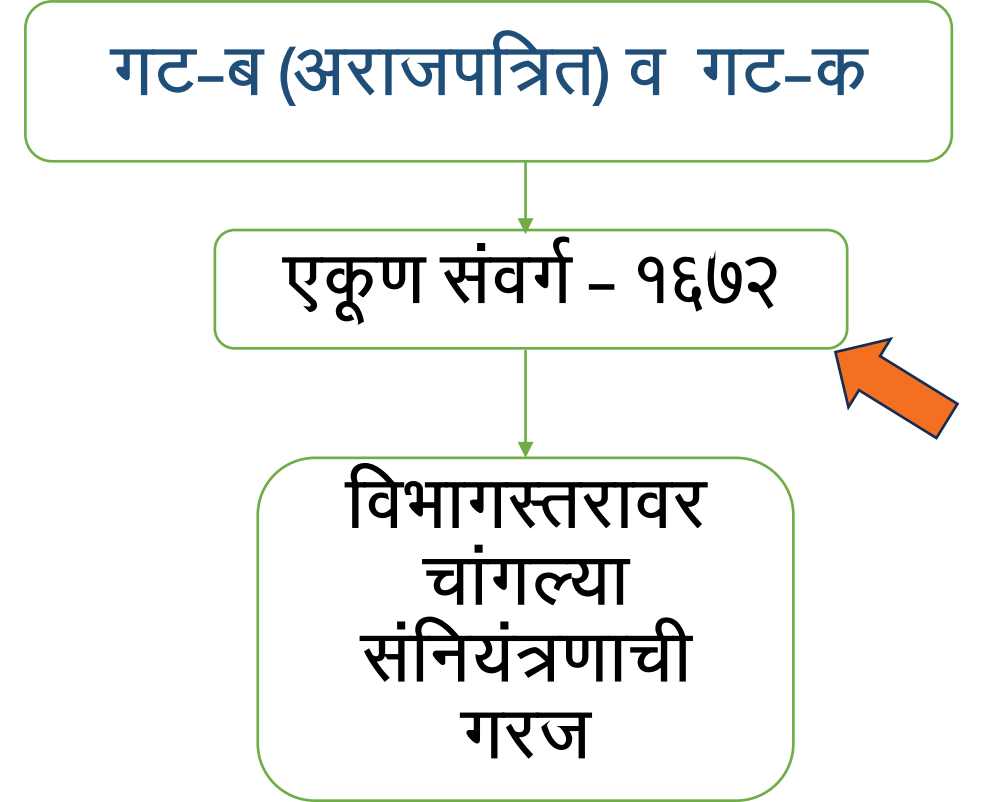 गट–ब (अराजपत्रित) व गट–क
एकूण संवर्ग – १६७२
विभागस्तरावर
चांगल्या
संनियंत्रणाची
गरज